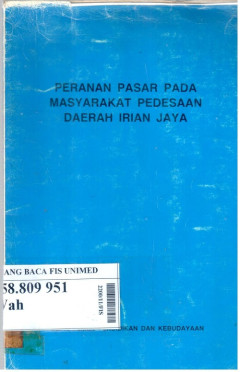 PERANAN PASAR PADA
MASYARAKAT PEDESAAN
DAERAH IRIAN JAYA
ANG BACA FIS UNIMED
58.809 951
Vah
DAN KEBUDAYAAN